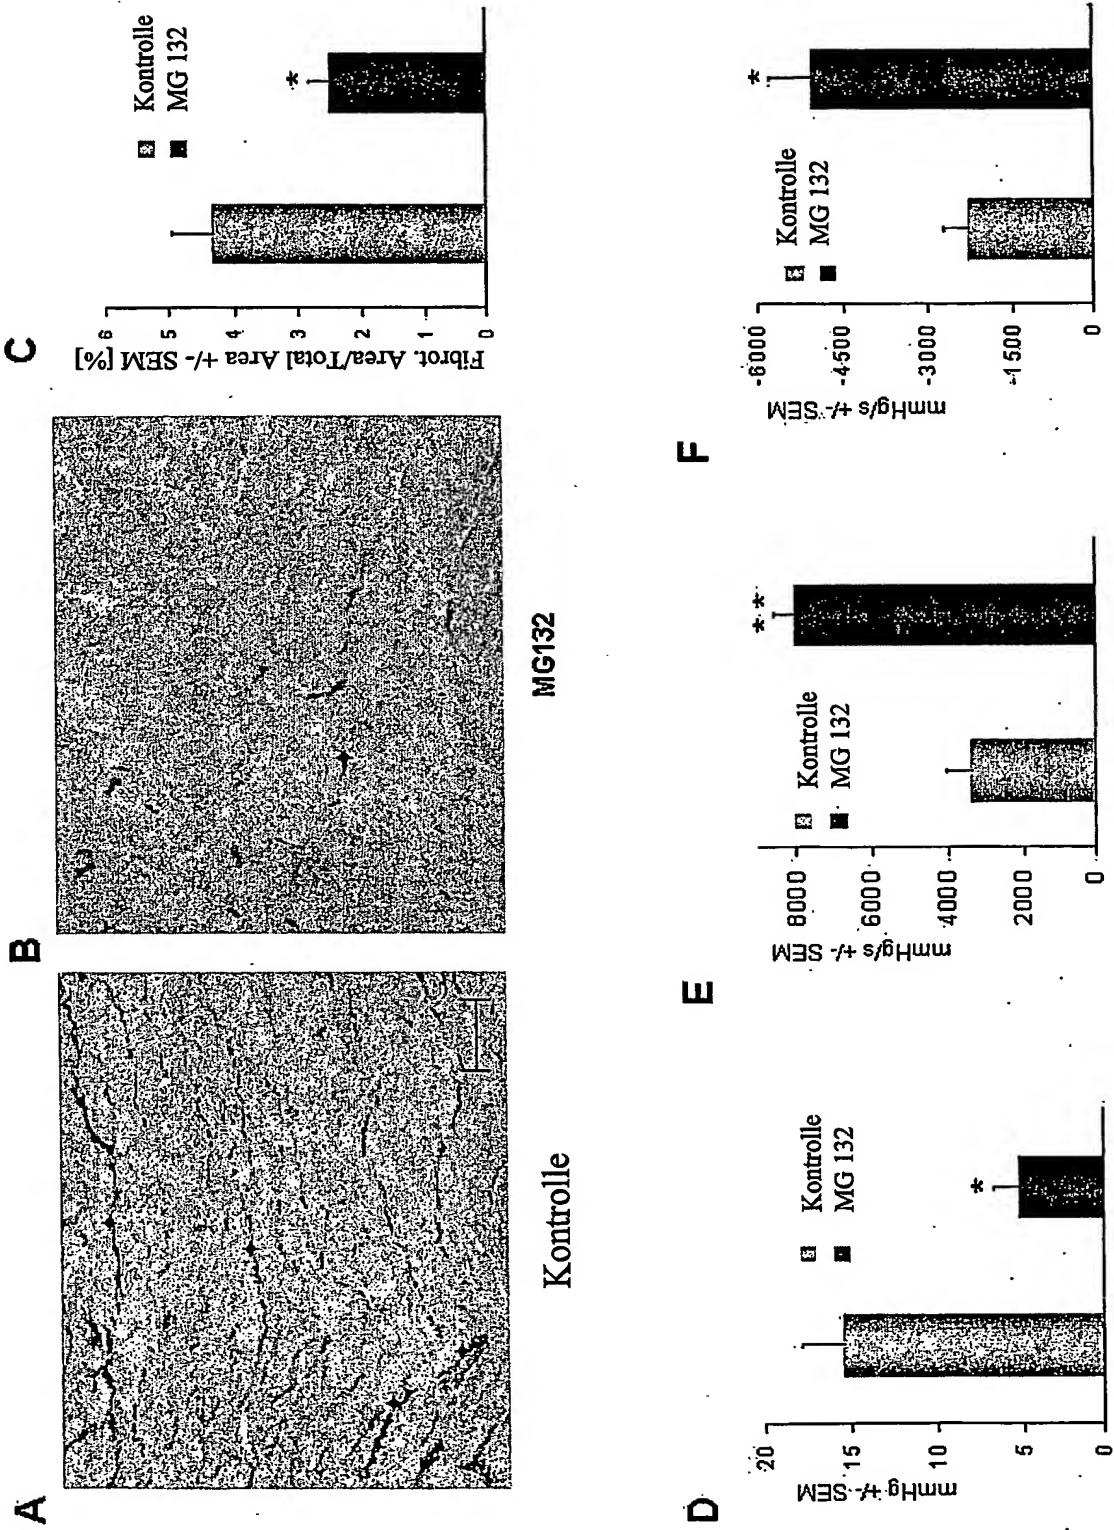 A
Kontrolle
B
MG132
C
Kontrolle
MG 132
Fibrot. Area/Total Area +/- SEM [%]
6
5
4
3
2
1
0
*
D
Kontrolle
MG 132
mmHg +/- SEM
20
15
10
5
0
*
E
Kontrolle
MG 132
mmHg/s +/- SEM
8000
6000
4000
2000
0
**
F
Kontrolle
MG 132
mmHg/s +/- SEM
-6000
-4500
-3000
-1500
0
*